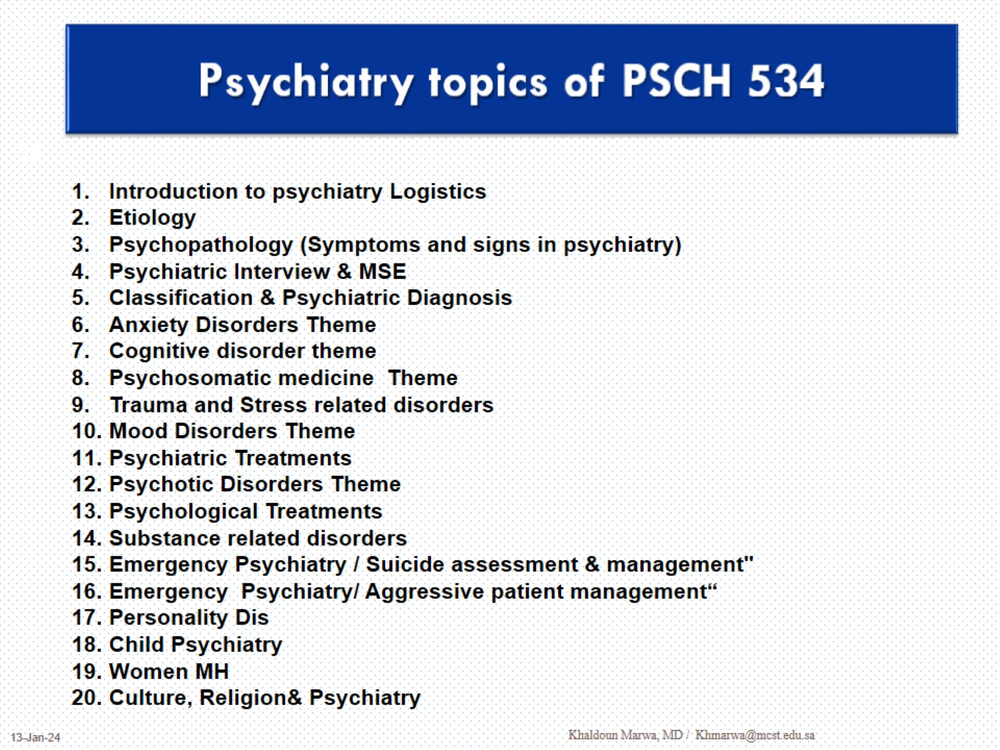 Psychiatry topics of PSCH 534
1. Introduction to psychiatry Logistics
2. Etiology
3. Psychopathology (Symptoms and signs in psychiatry)
4. Psychiatric Interview & MSE
5. Classification & Psychiatric Diagnosis
6. Anxiety Disorders Theme
7. Cognitive disorder theme
8. Psychosomatic medicine  Theme
9. Trauma and Stress related disorders
10. Mood Disorders Theme
11. Psychiatric Treatments
12. Psychotic Disorders Theme
13. Psychological Treatments
14. Substance related disorders
15. Emergency Psychiatry / Suicide assessment & management"
16. Emergency  Psychiatry/ Aggressive patient management“
17. Personality Dis
18. Child Psychiatry
19. Women MH
20. Culture, Religion& Psychiatry
13-Jan-24
Khaldoun Marwa, MD /  Khmarwa@mcst.edu.sa